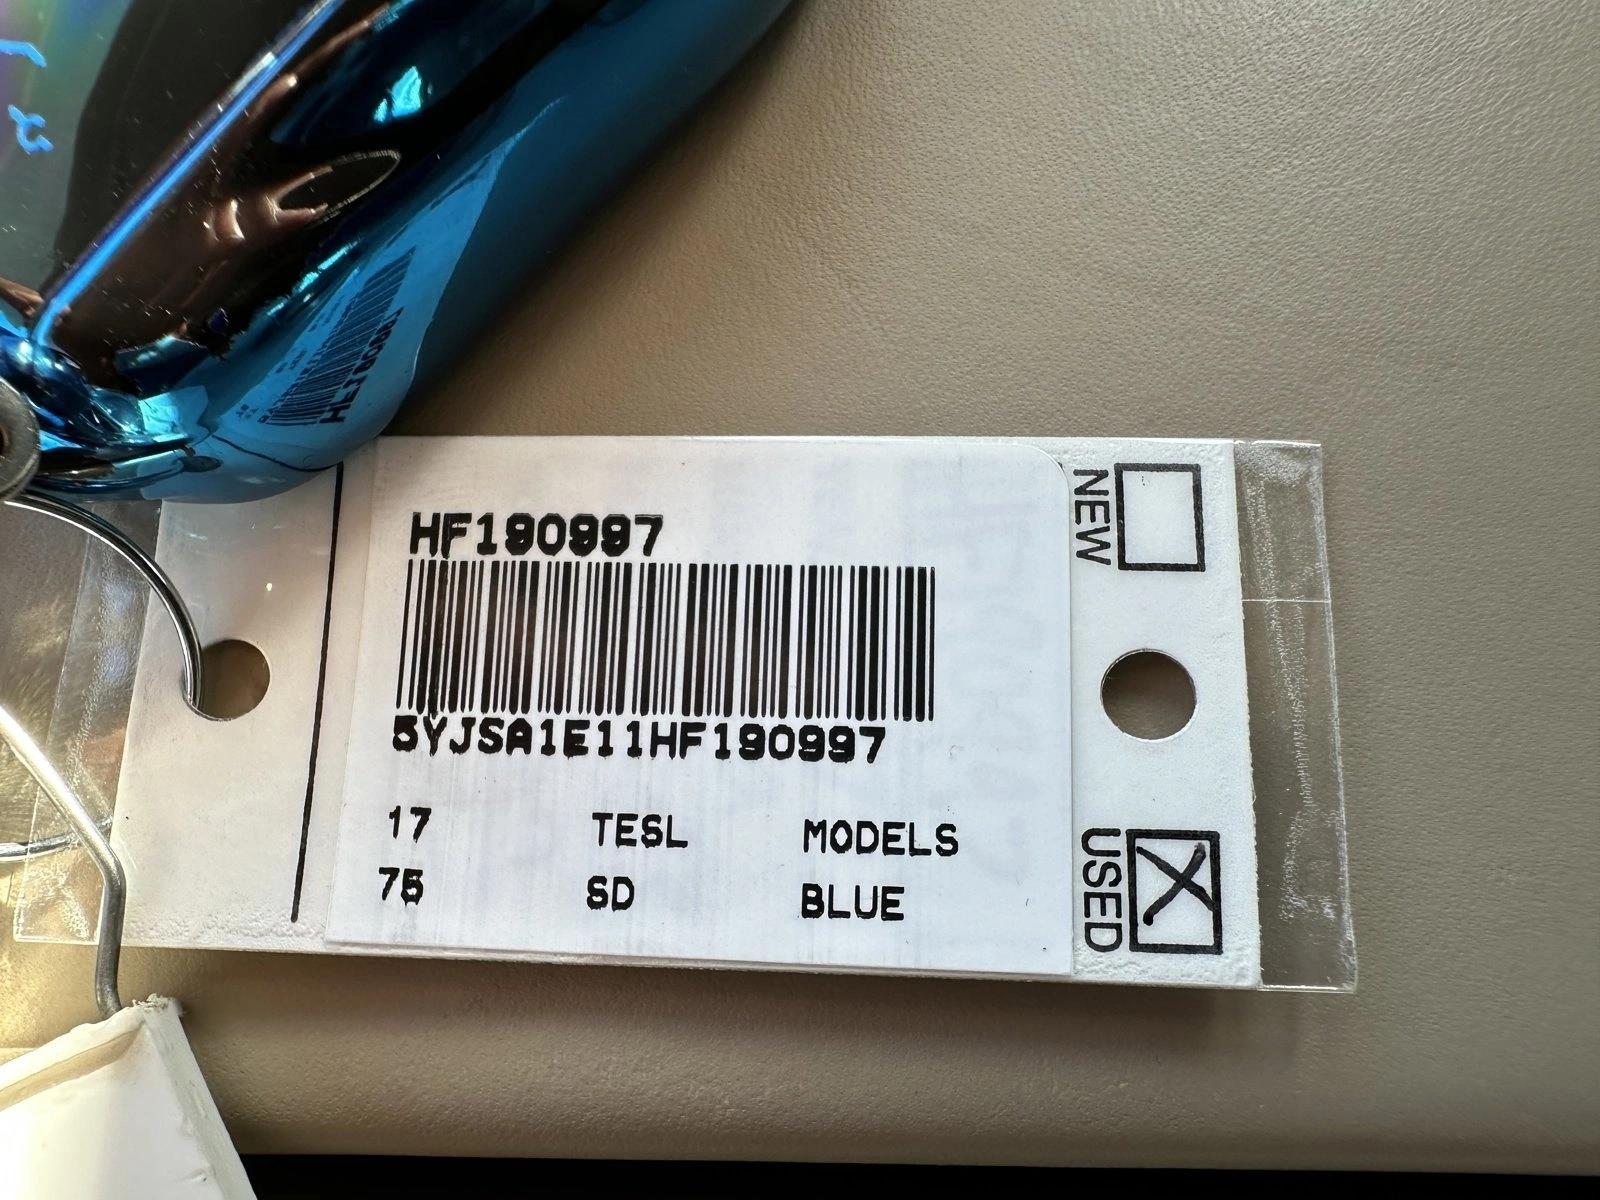 HF190997
5YJSA1E11HF190997
17 TESL MODELS
75 SD BLUE
NEW
USED